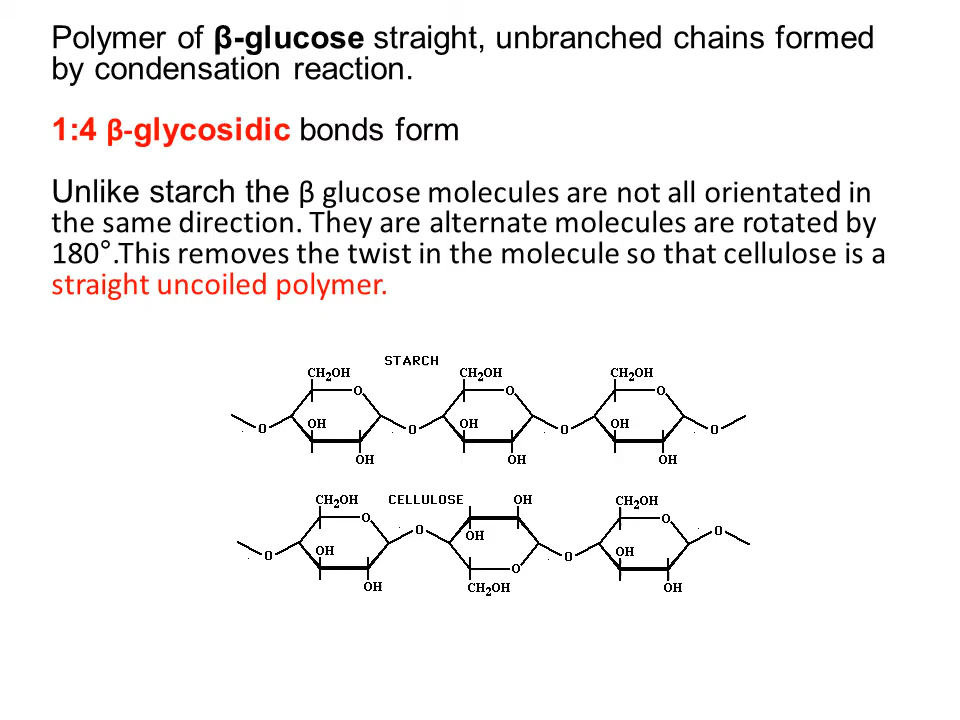 Polymer of β-glucose straight, unbranched chains formed
by condensation reaction.
1:4 β-glycosidic bonds form
Unlike starch the β glucose molecules are not all orientated in
the same direction. They are alternate molecules are rotated by
180°.This removes the twist in the molecule so that cellulose is a
straight uncoiled polymer.
STARCH
CH₂OH CH₂OH CH₂OH
O O O
OH OH OH
O O O O
OH OH OH
CELLULOSE
CH₂OH OH CH₂OH
O O
O O
OH OH OH
O O
O
OH CH₂OH OH